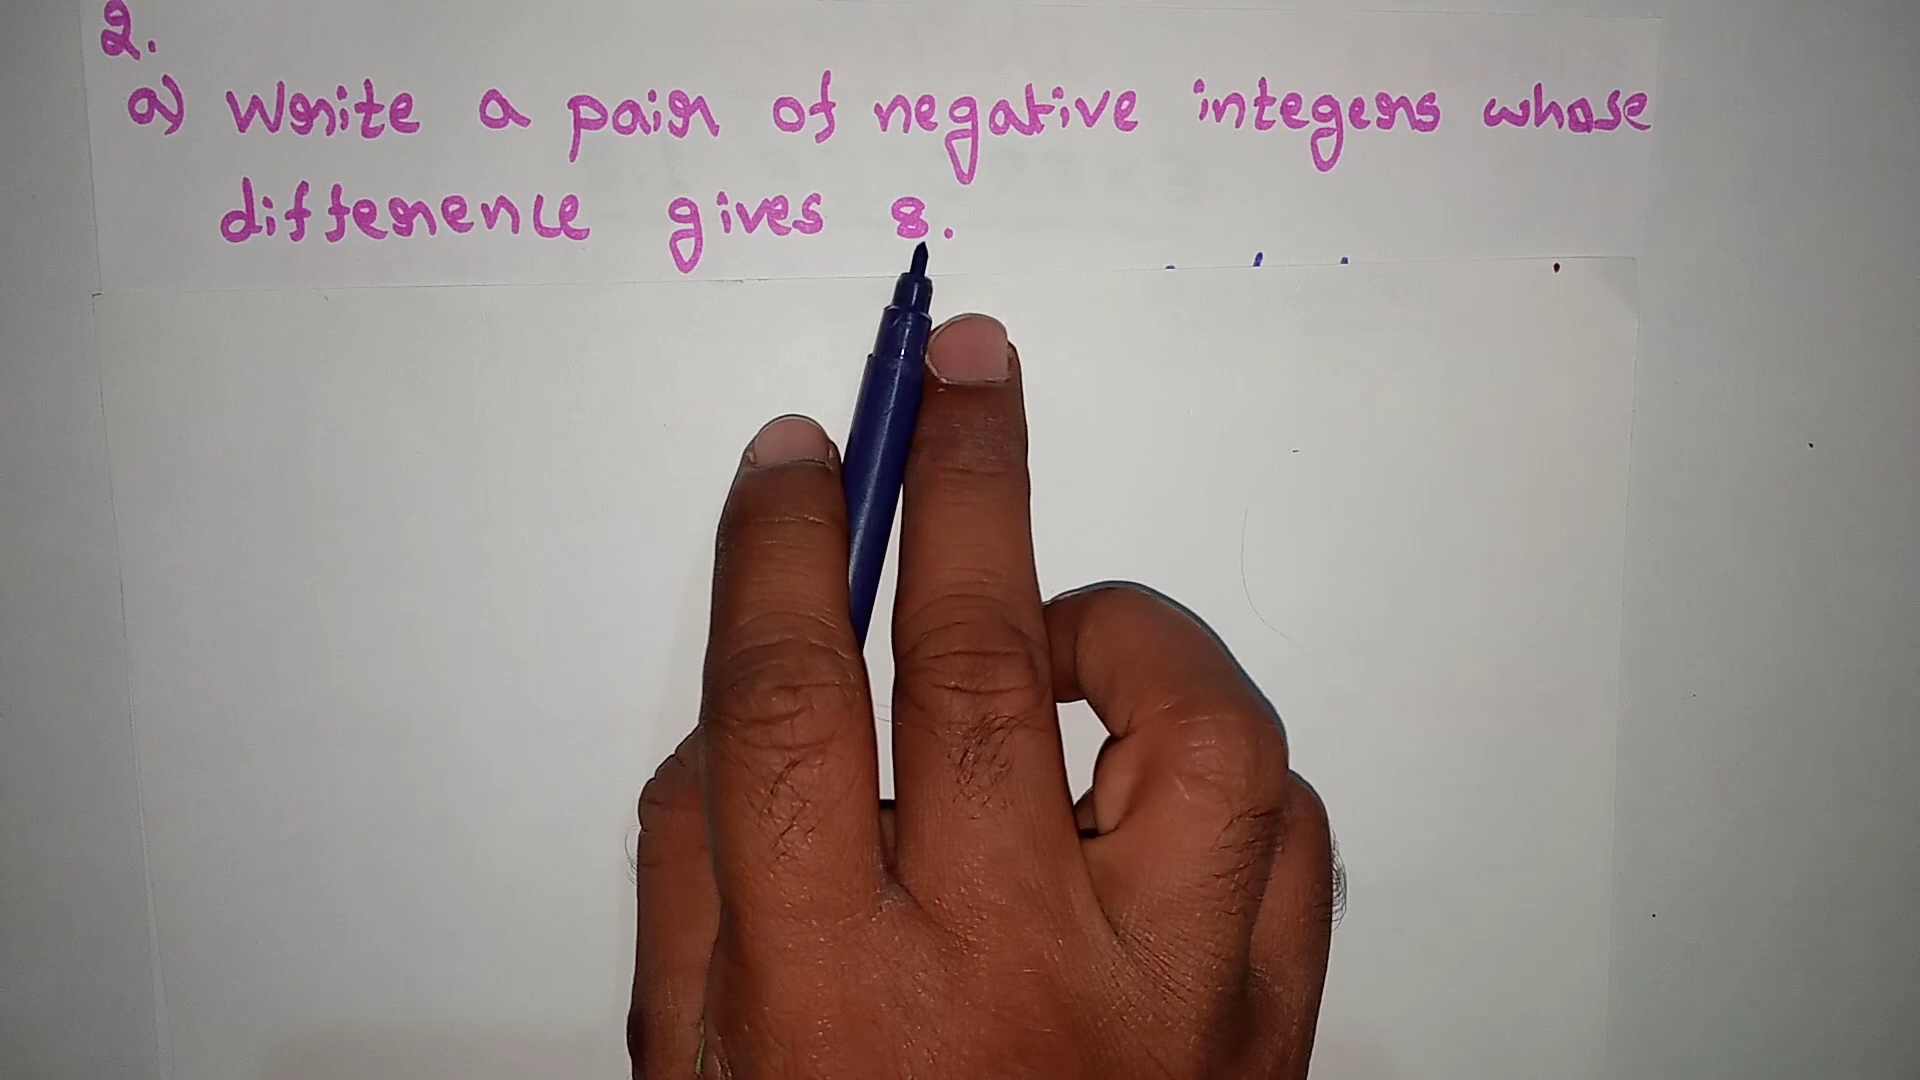 2.
a) Write a pair of negative integers whose
difference gives 8.